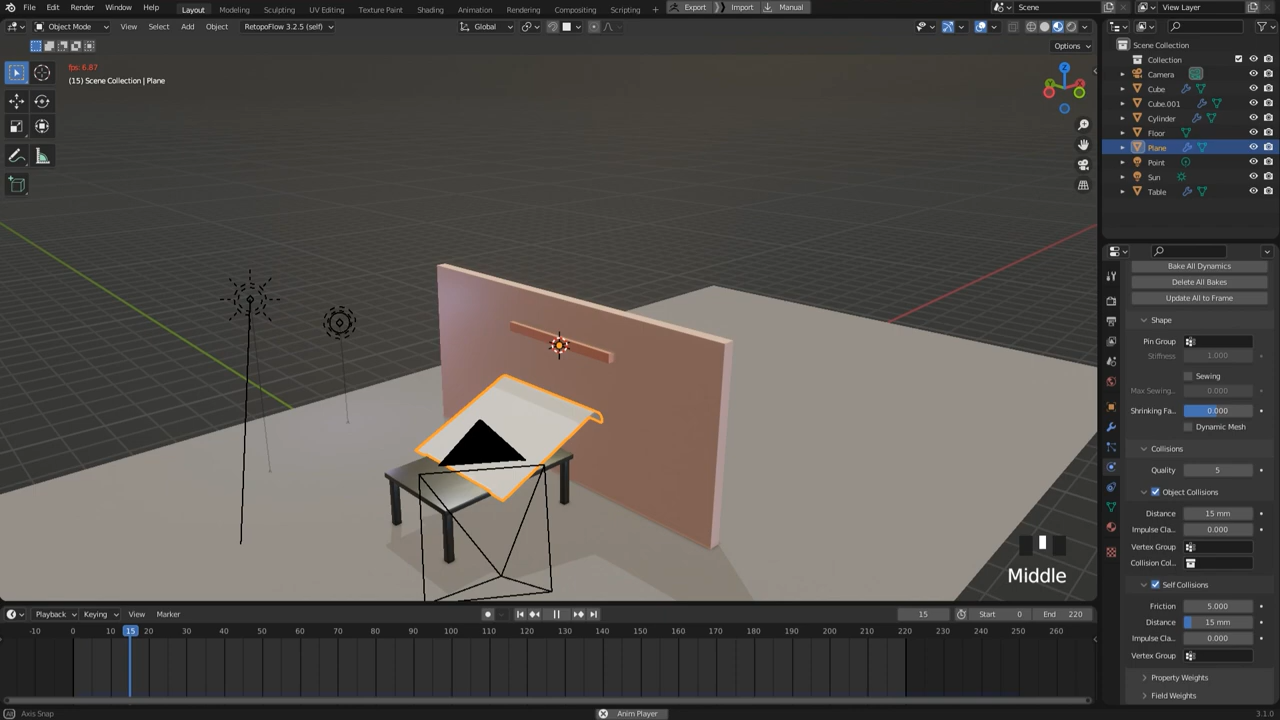 File Edit Render Window Help Layout Modeling Sculpting UV Editing Texture Paint Shading Animation Rendering Compositing Scripting + Export Import Manual Scene View Layer
Object Mode View Select Add Object RetopoFlow 3.2.5 (self) Global
Options
fps: 6.87
(15) Scene Collection | Plane
Z
Y
X
Scene Collection
Collection
Camera
Cube
Cube.001
Cylinder
Floor
Plane
Point
Sun
Table
Bake All Dynamics
Delete All Bakes
Update All to Frame
Shape
Pin Group
Stiffness 1.000
Sewing
Max Sewing... 0.000
Shrinking Fa... 0.000
Dynamic Mesh
Collisions
Quality 5
Object Collisions
Distance 15 mm
Impulse Cla... 0.000
Vertex Group
Collision Col...
Self Collisions
Friction 5.000
Distance 15 mm
Impulse Cla... 0.000
Vertex Group
Property Weights
Field Weights
Middle
Playback Keying View Marker 15 Start 0 End 220
-10 0 10 15 20 30 40 50 60 70 80 90 100 110 120 130 140 150 160 170 180 190 200 210 220 230 240 250 260
Axis Snap Anim Player 3.1.0